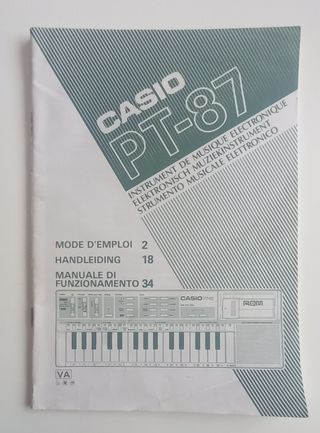 CASIO
PT-87
INSTRUMENT DE MUSIQUE ELECTRONIQUE
ELEKTRONISCH MUZIEKINSTRUMENT
STRUMENTO MUSICALE ELETTRONICO
MODE D'EMPLOI 2
HANDLEIDING 18
MANUALE DI
FUNZIONAMENTO 34
CASIO
ROM
VA